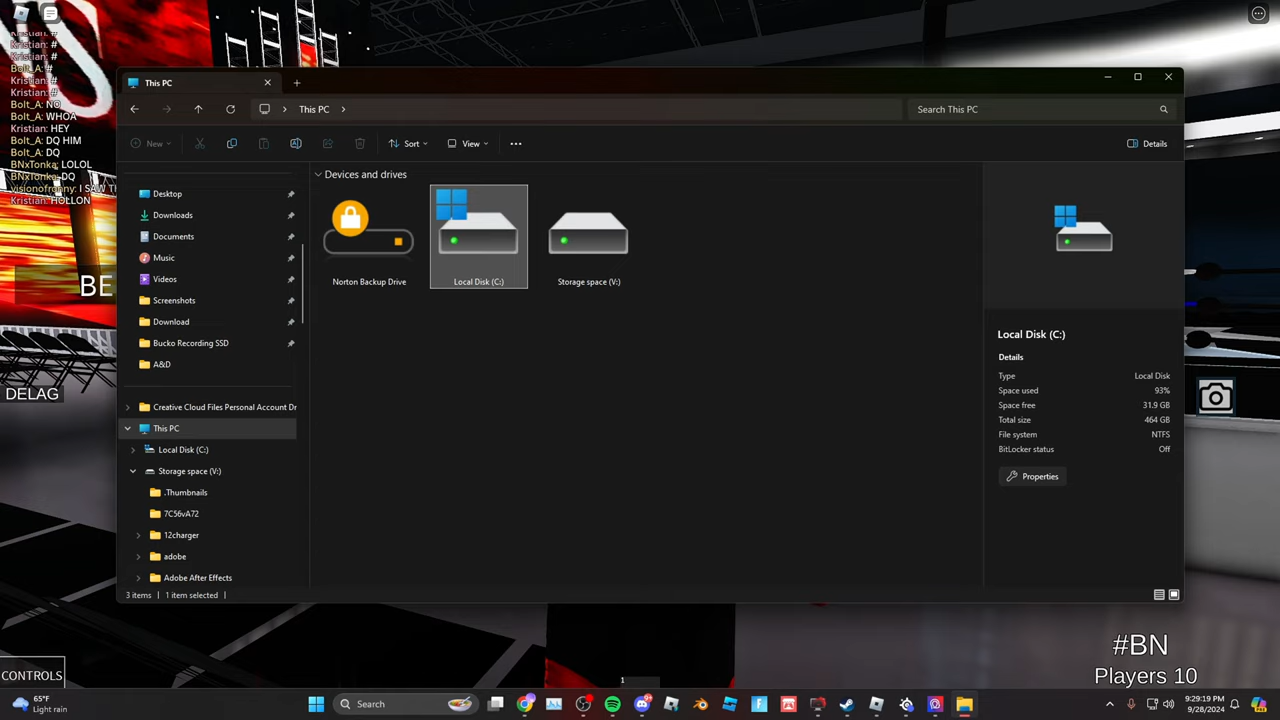 Kristian: #
Kristian: #
Kristian: #
Bolt_A: #
Kristian: #
Kristian: #
Bolt_A: NO
Bolt_A: WHOA
Kristian: HEY
Bolt_A: DQ HIM
Bolt_A: DQ
BNxTonka: LOLOL
BNxTonka: DQ
visionofranny: I SAW TH
Kristian: HOLLON
BE
DELAG
CONTROLS
This PC
This PC
Search This PC
New
Sort
View
Details
Desktop
Downloads
Documents
Music
Videos
Screenshots
Download
Bucko Recording SSD
A&D
Creative Cloud Files Personal Account Dr
This PC
Local Disk (C:)
Storage space (V:)
.Thumbnails
7C56vA72
12charger
adobe
Adobe After Effects
Devices and drives
Norton Backup Drive
Local Disk (C:)
Storage space (V:)
Local Disk (C:)
Details
Type Local Disk
Space used 93%
Space free 31.9 GB
Total size 464 GB
File system NTFS
BitLocker status Off
Properties
3 items
1 item selected
#BN
Players 10
1
65°F
Light rain
Search
9+
9:29:19 PM
9/28/2024